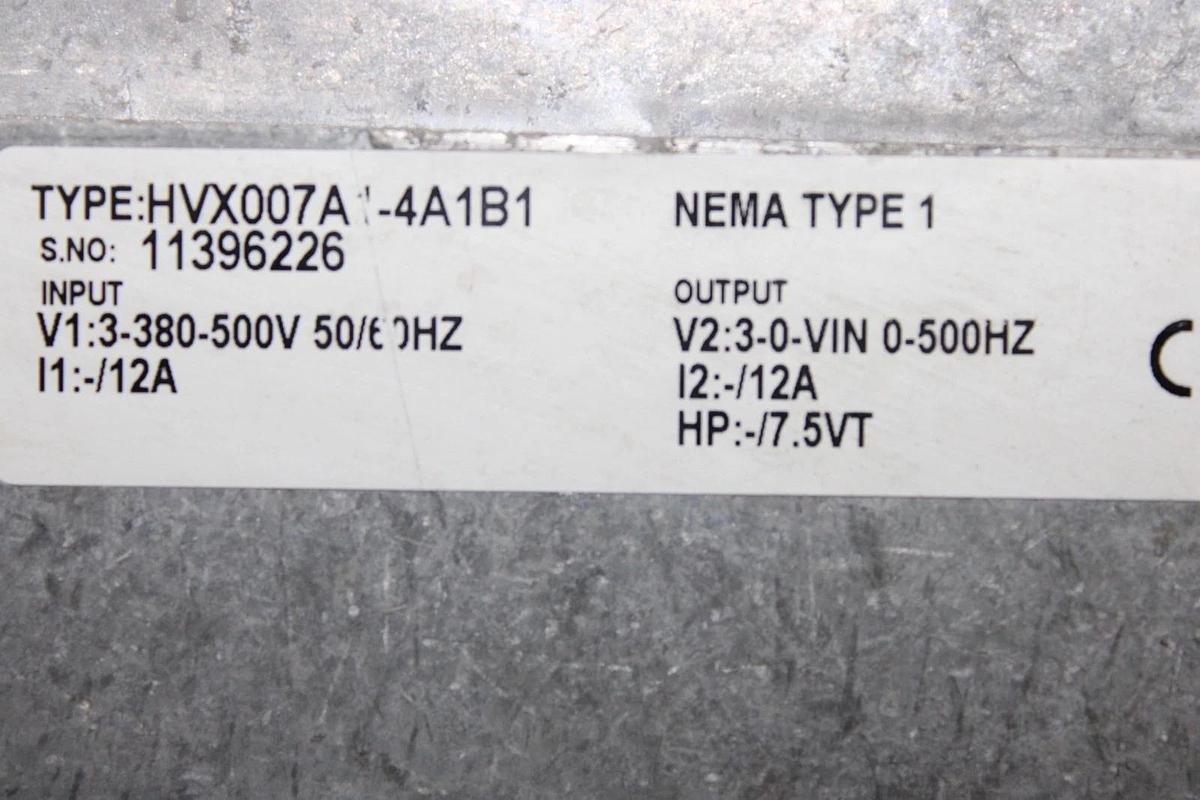 TYPE:HVX007A1-4A1B1
S.NO: 11396226
INPUT
V1:3-380-500V 50/60HZ
I1:-/12A
NEMA TYPE 1
OUTPUT
V2:3-0-VIN 0-500HZ
I2:-/12A
HP:-/7.5VT
C